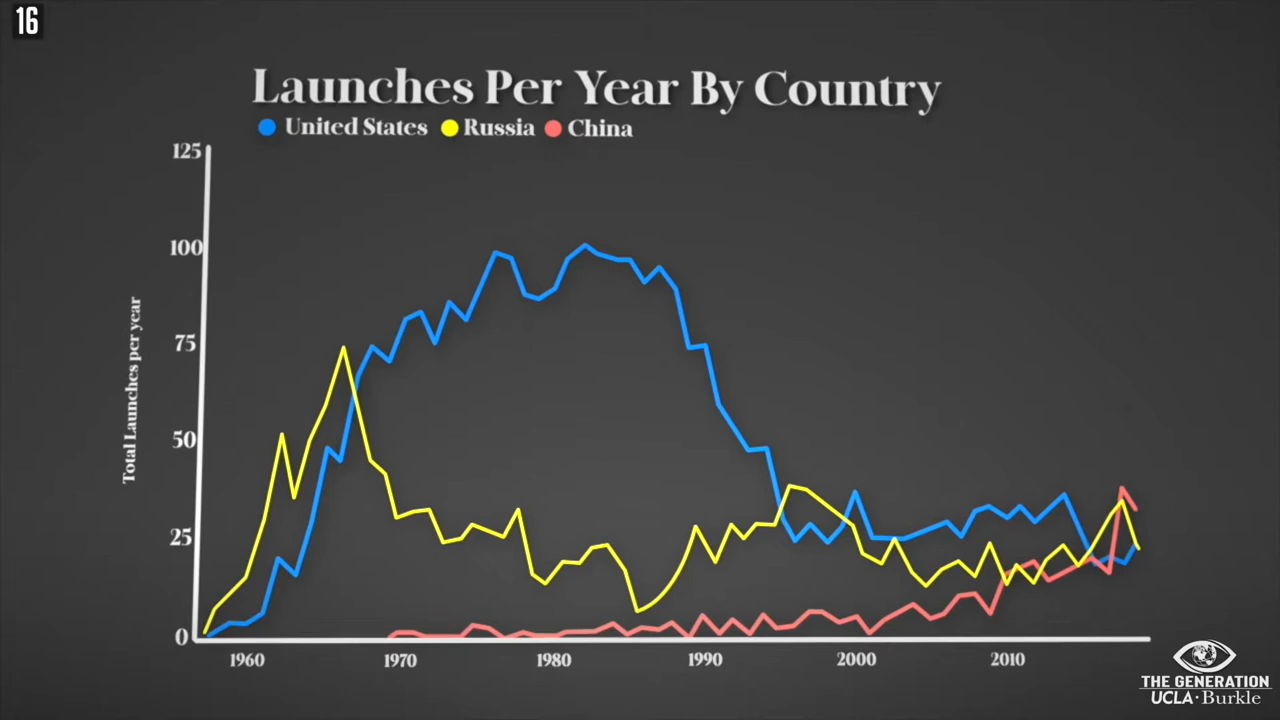 16
Launches Per Year By Country
United States Russia China
125
100
75
50
25
0
Total Launches per year
1960 1970 1980 1990 2000 2010
THE GENERATION
UCLA · Burkle